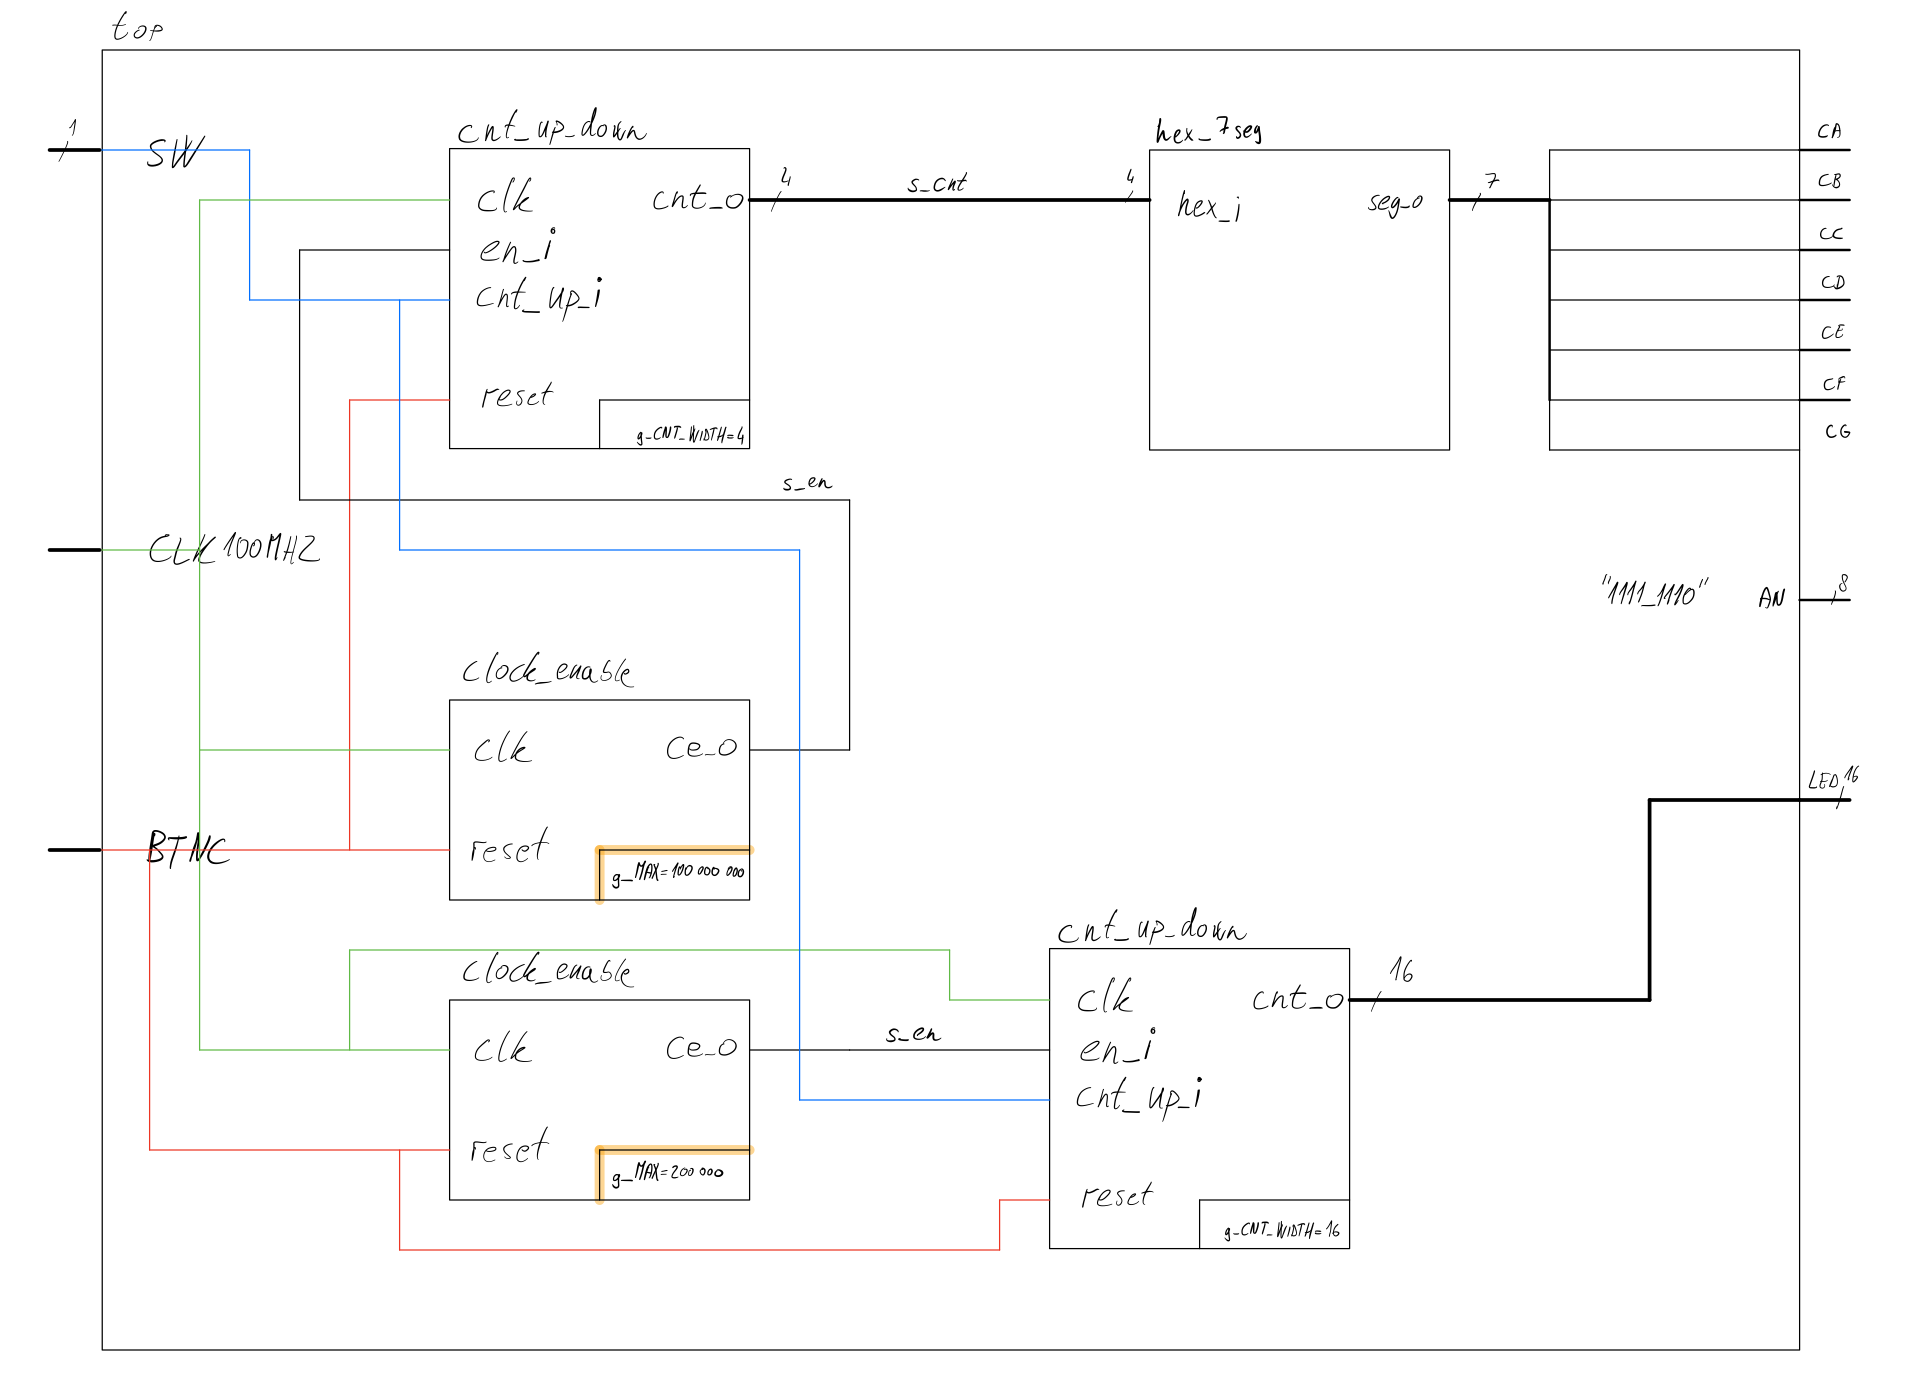 top
1
SW
cnt_up_down
clk
en_i
cnt_up_i
reset
cnt_o
g_CNT_WIDTH=4
4
s_cnt
4
hex_7seg
hex_i
seg_o
7
CA
CB
CC
CD
CE
CF
CG
s_en
CLK100MHZ
"1111_1110"
AN
8
clock_enable
clk
ce_o
reset
g_MAX=100 000 000
BTNC
LED
16
clock_enable
clk
ce_o
reset
g_MAX=200 000
s_en
cnt_up_down
clk
en_i
cnt_up_i
reset
cnt_o
g_CNT_WIDTH=16
16